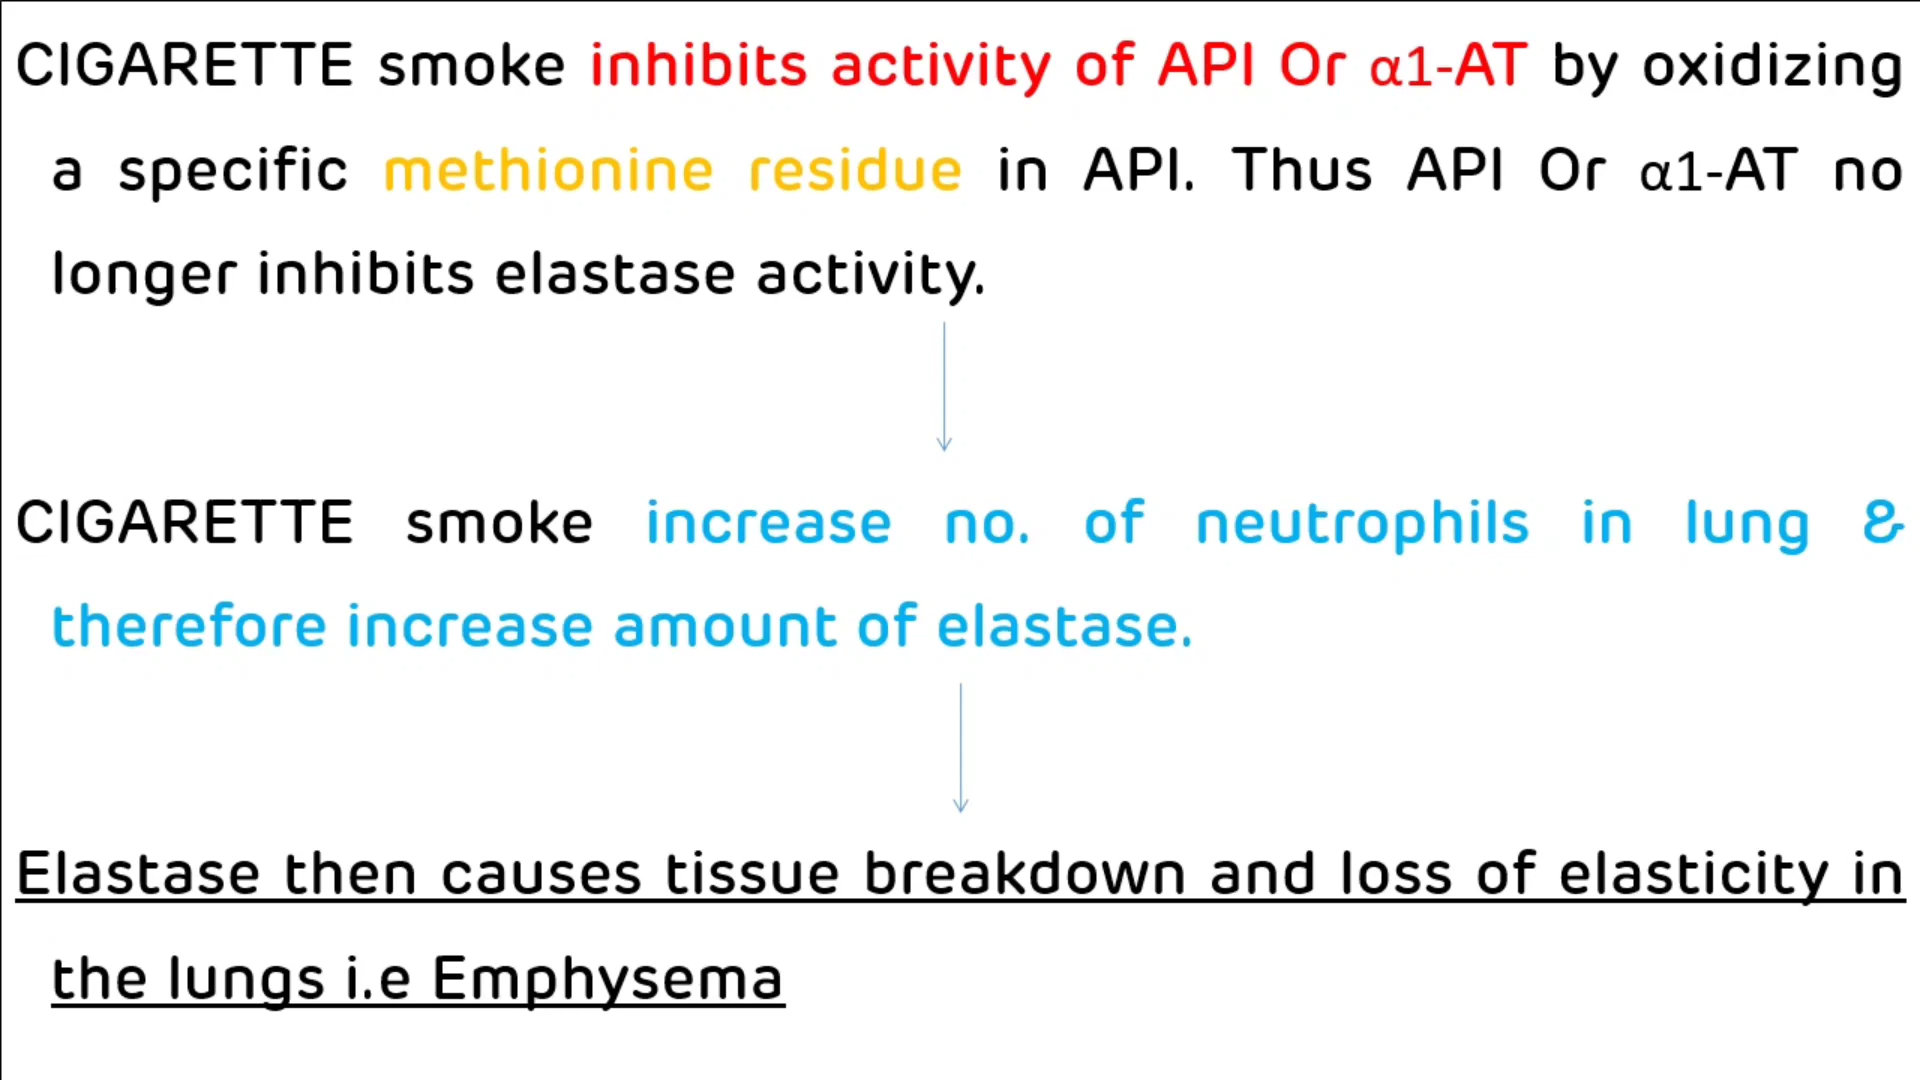 CIGARETTE smoke inhibits activity of API Or α1-AT by oxidizing
a specific methionine residue in API. Thus API Or α1-AT no
longer inhibits elastase activity.
CIGARETTE smoke increase no. of neutrophils in lung &
therefore increase amount of elastase.
Elastase then causes tissue breakdown and loss of elasticity in
the lungs i.e Emphysema